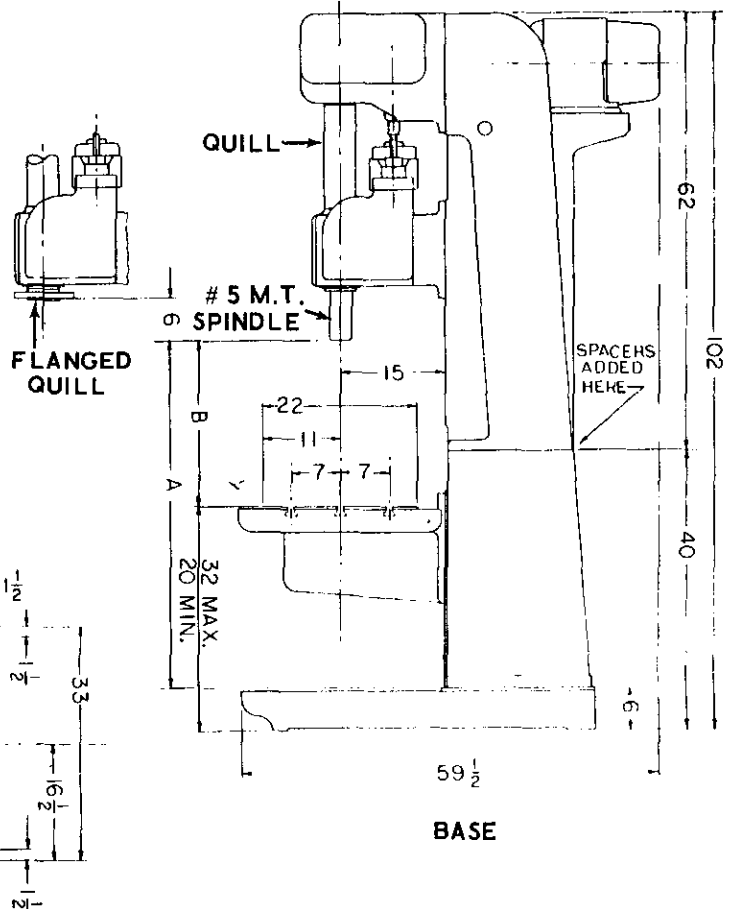 QUILL
# 5 M.T.
SPINDLE
FLANGED
QUILL
6
SPACERS
ADDED
HERE
62
102
15
22
11
7
7
B
A
40
32 MAX.
20 MIN.
6
59 1/2
BASE
1 1/2
1/2
33
16 1/2
1 1/2